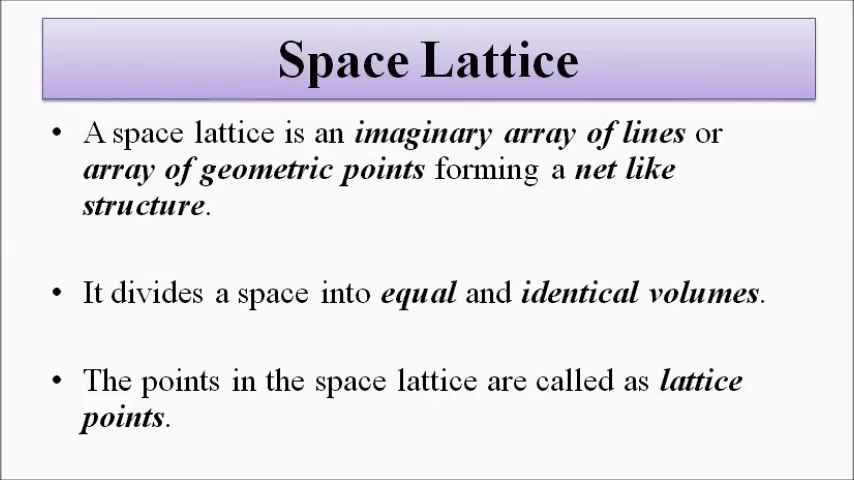 Space Lattice
• A space lattice is an imaginary array of lines or
array of geometric points forming a net like
structure.
• It divides a space into equal and identical volumes.
• The points in the space lattice are called as lattice
points.